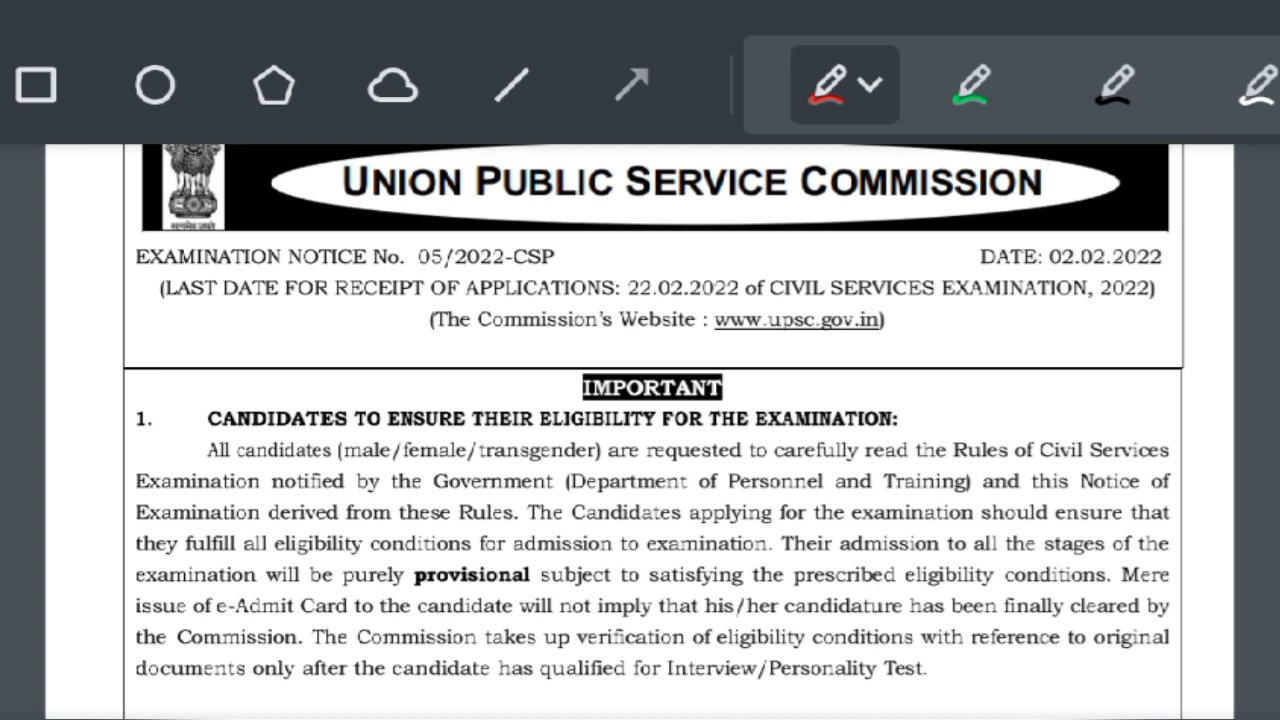 UNION PUBLIC SERVICE COMMISSION
EXAMINATION NOTICE No. 05/2022-CSP DATE: 02.02.2022
(LAST DATE FOR RECEIPT OF APPLICATIONS: 22.02.2022 of CIVIL SERVICES EXAMINATION, 2022)
(The Commission's Website : www.upsc.gov.in)
IMPORTANT
1. CANDIDATES TO ENSURE THEIR ELIGIBILITY FOR THE EXAMINATION:
All candidates (male/female/transgender) are requested to carefully read the Rules of Civil Services
Examination notified by the Government (Department of Personnel and Training) and this Notice of
Examination derived from these Rules. The Candidates applying for the examination should ensure that
they fulfill all eligibility conditions for admission to examination. Their admission to all the stages of the
examination will be purely provisional subject to satisfying the prescribed eligibility conditions. Mere
issue of e-Admit Card to the candidate will not imply that his/her candidature has been finally cleared by
the Commission. The Commission takes up verification of eligibility conditions with reference to original
documents only after the candidate has qualified for Interview/Personality Test.